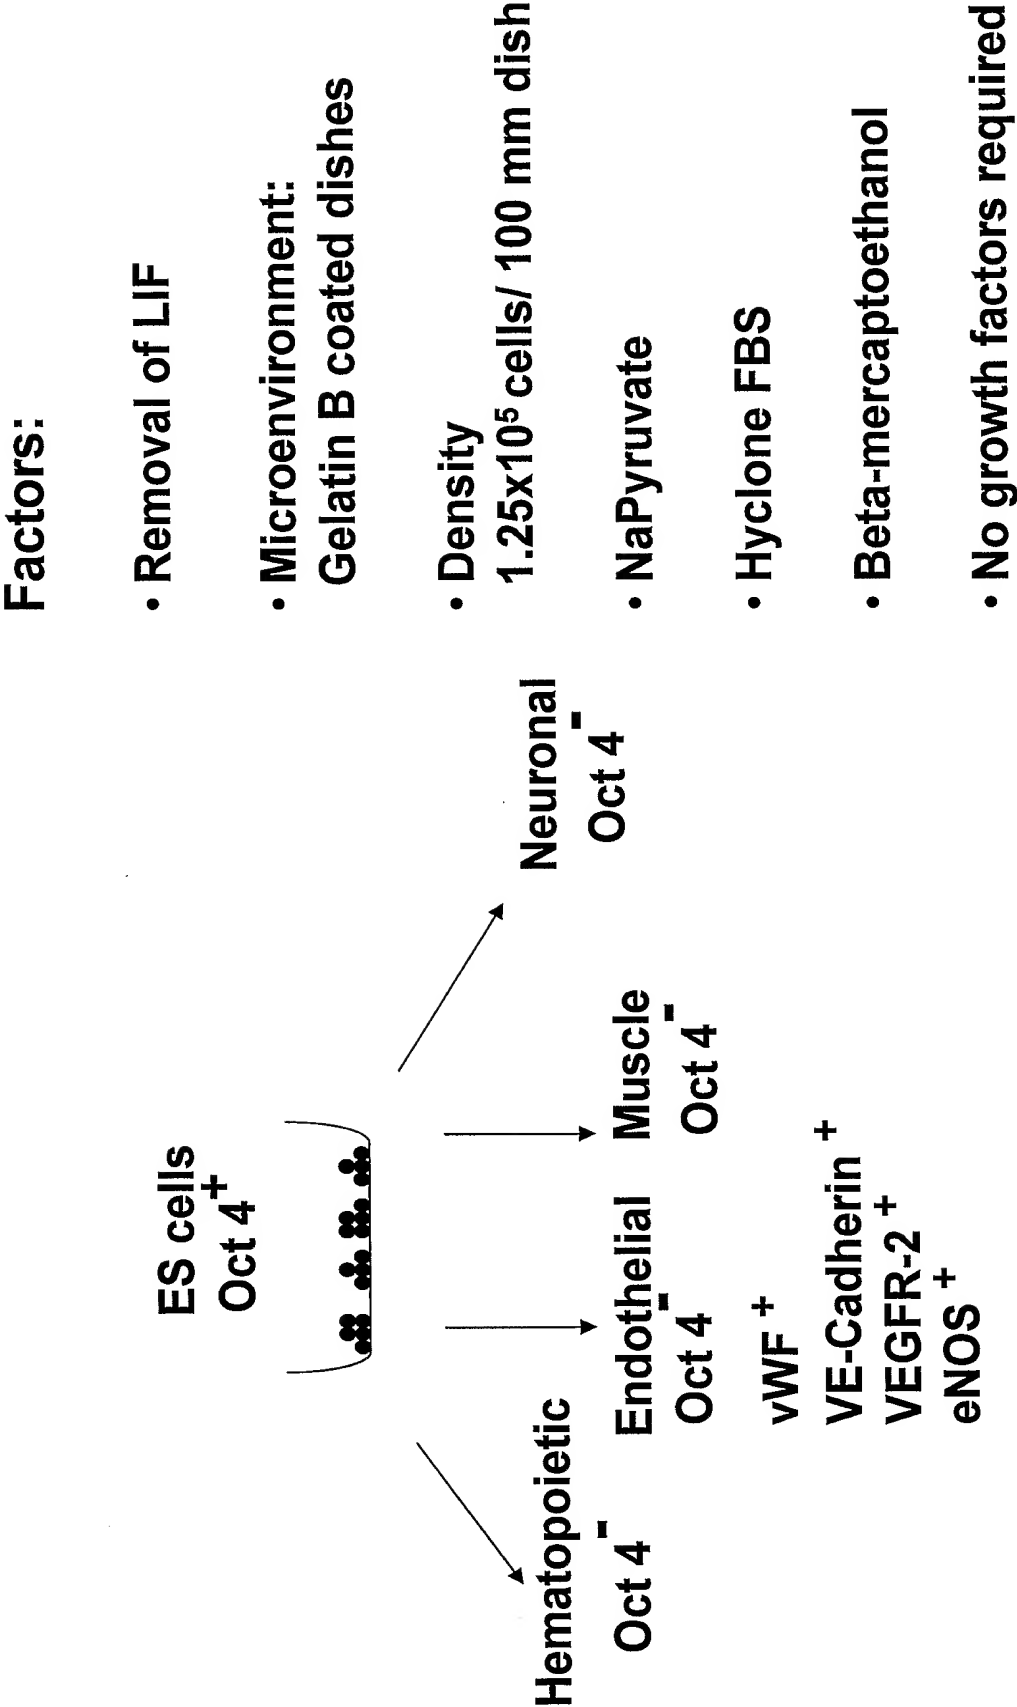 ES cells
Oct 4+
Hematopoietic
Oct 4-
Endothelial
Oct 4-
vWF+
VE-Cadherin+
VEGFR-2+
eNOS+
Muscle
Oct 4-
Neuronal
Oct 4-
Factors:
• Removal of LIF
• Microenvironment:
Gelatin B coated dishes
• Density
1.25x10⁵ cells/ 100 mm dish
• NaPyruvate
• Hyclone FBS
• Beta-mercaptoethanol
• No growth factors required